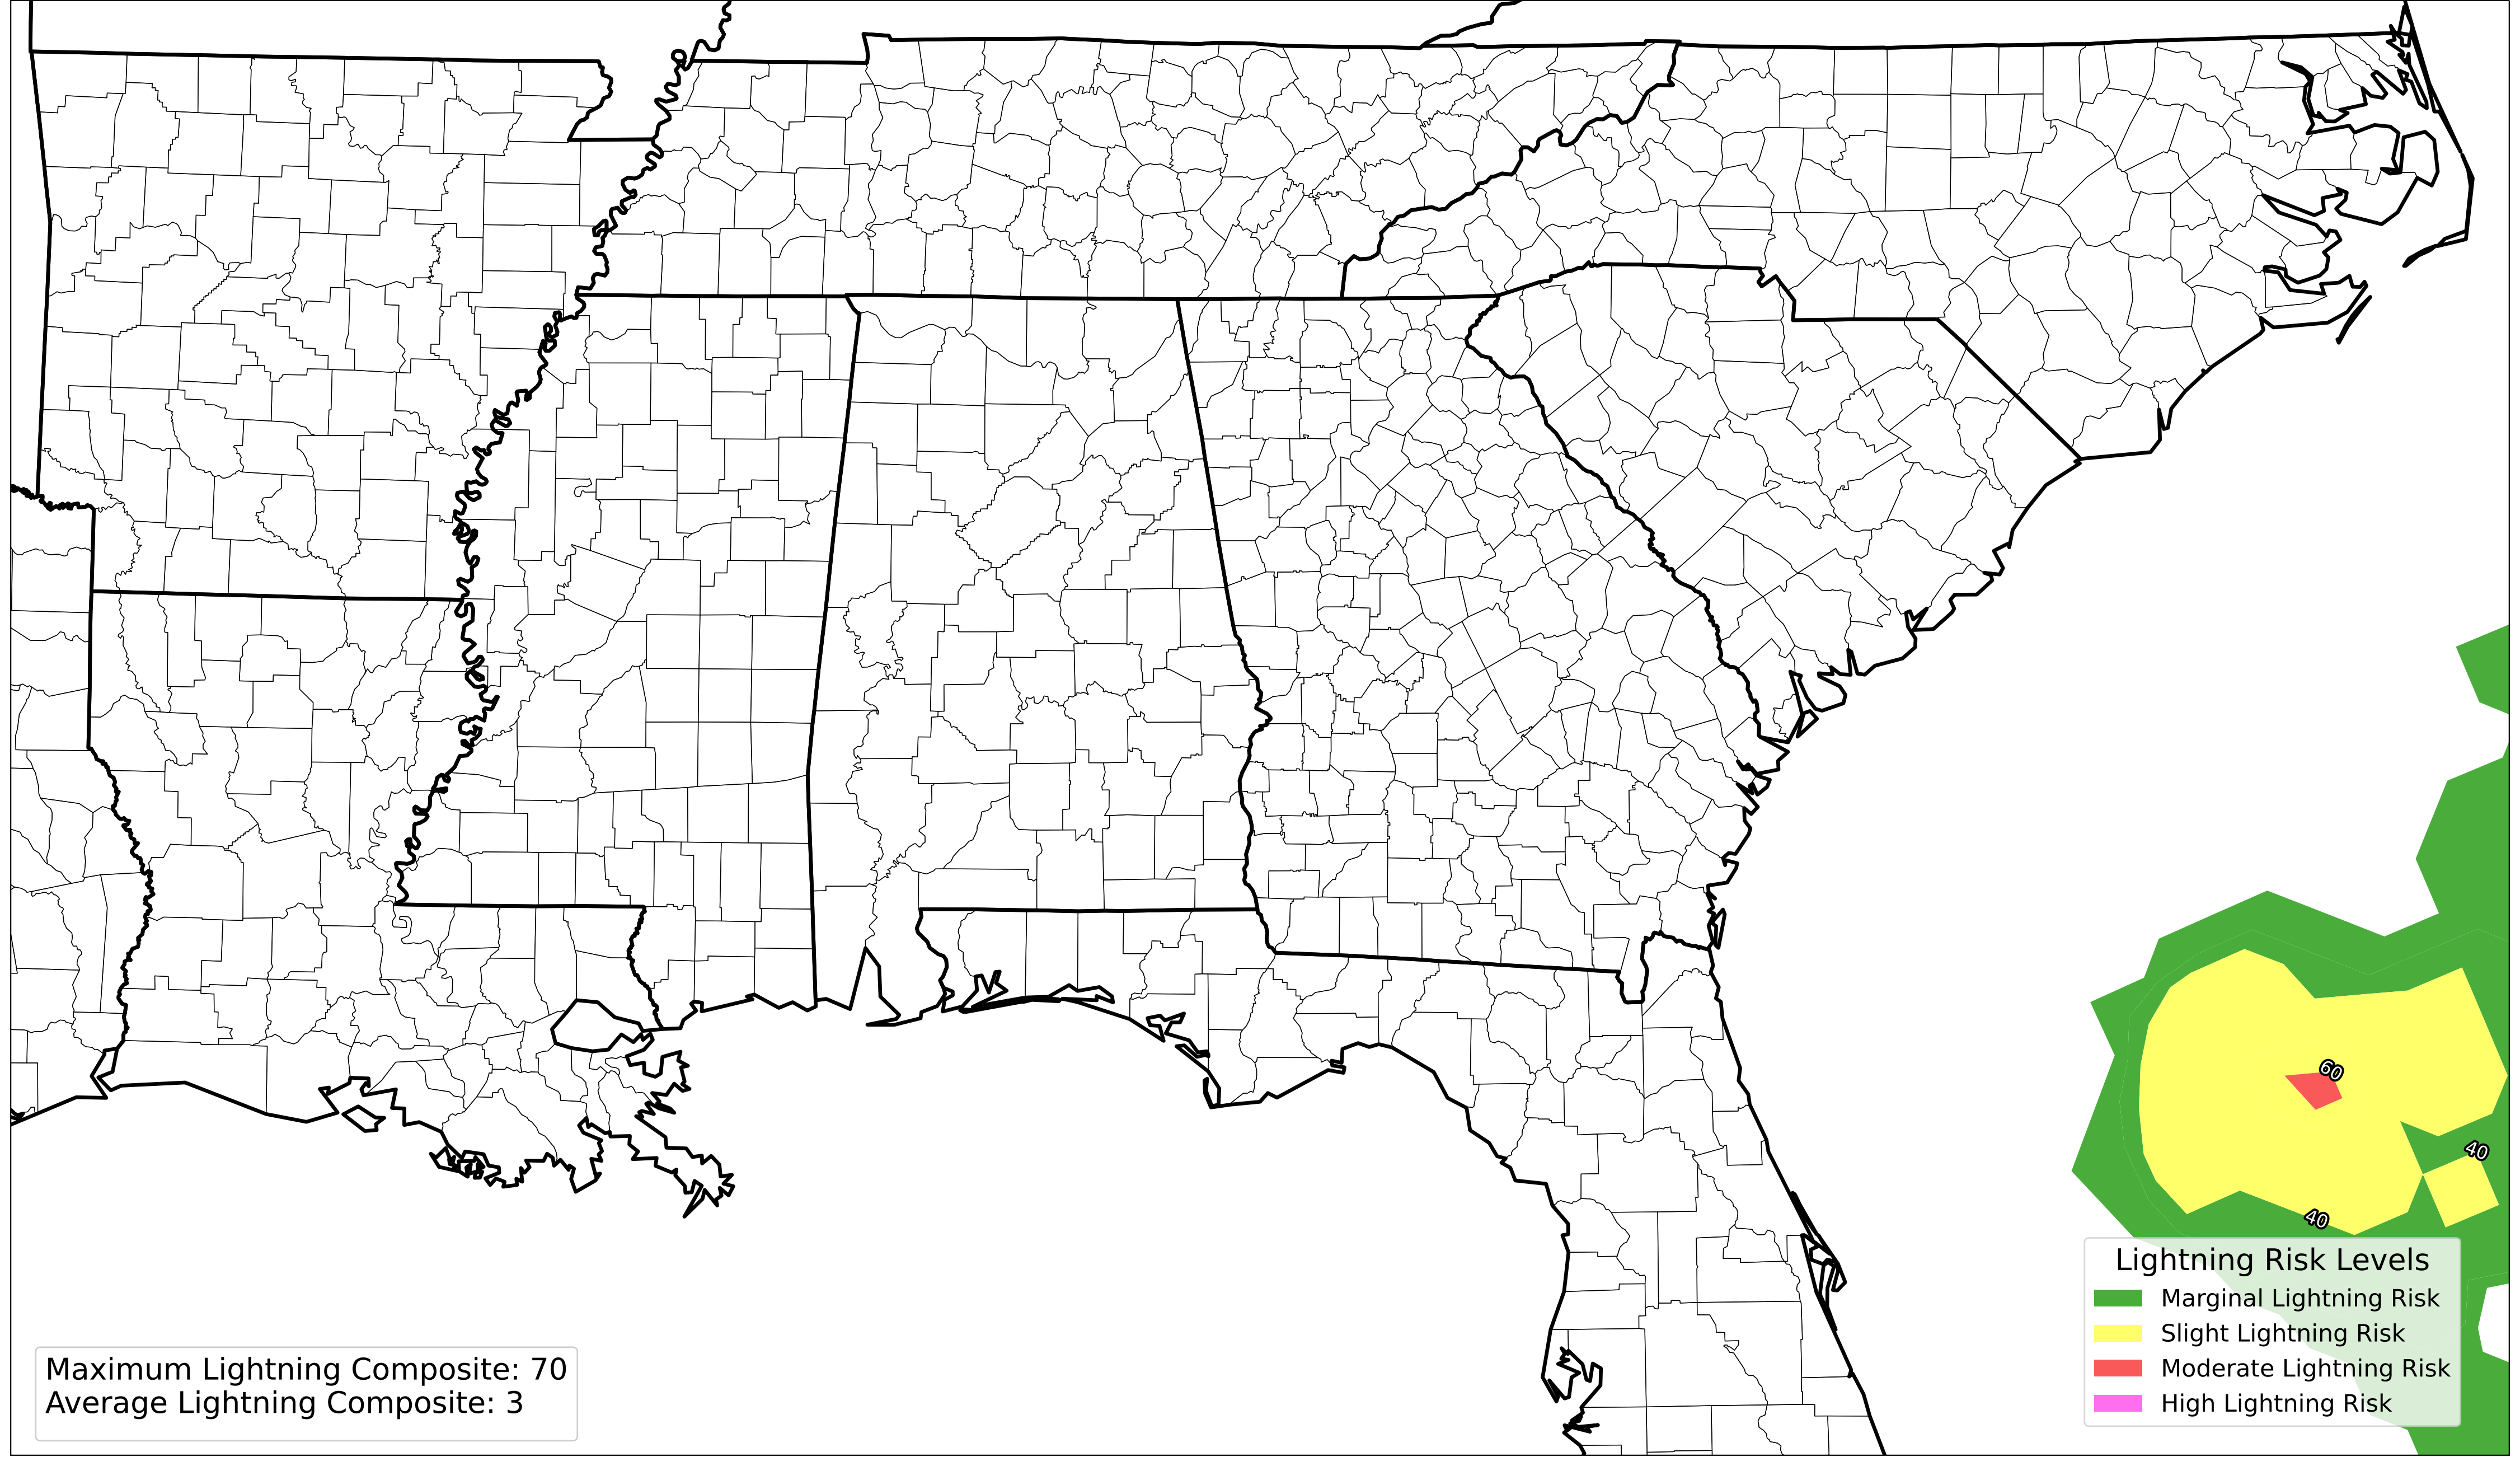 60
40
40
Lightning Risk Levels
Marginal Lightning Risk
Slight Lightning Risk
Moderate Lightning Risk
High Lightning Risk
Maximum Lightning Composite: 70
Average Lightning Composite: 3